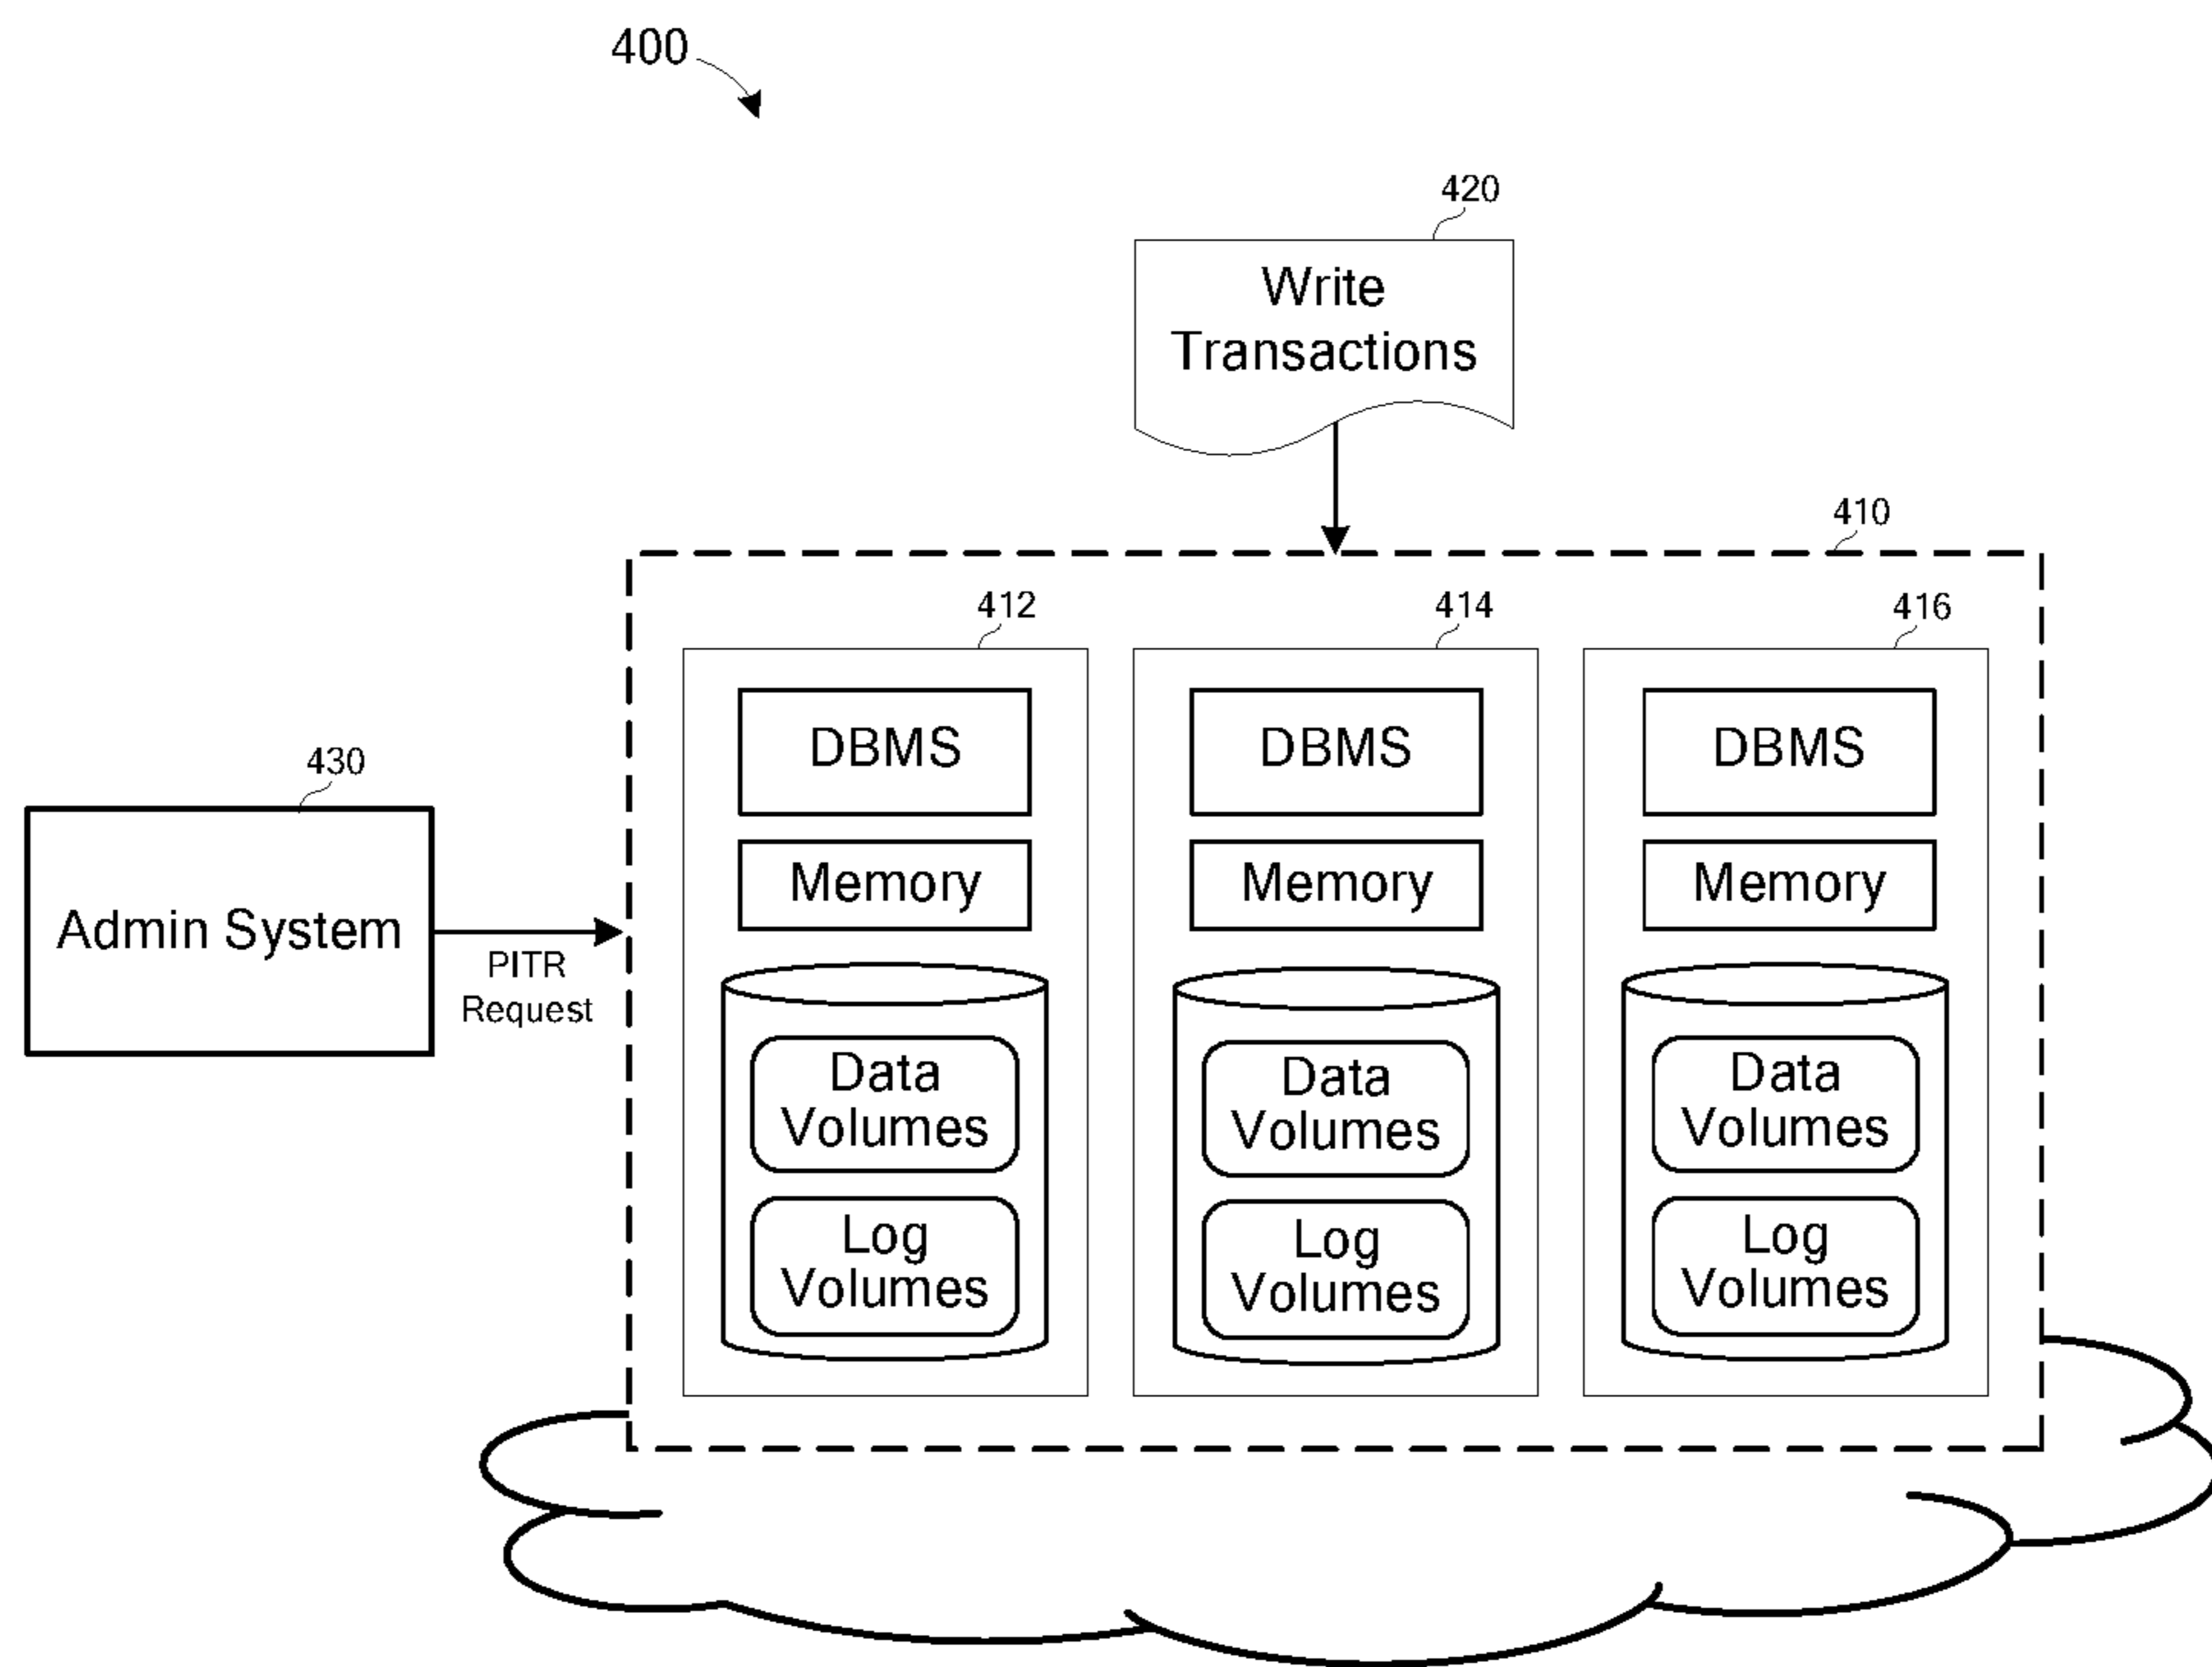 400
420
Write
Transactions
410
412
414
416
DBMS
DBMS
DBMS
430
Memory
Memory
Memory
Admin System
PITR
Request
Data
Volumes
Data
Volumes
Data
Volumes
Log
Volumes
Log
Volumes
Log
Volumes